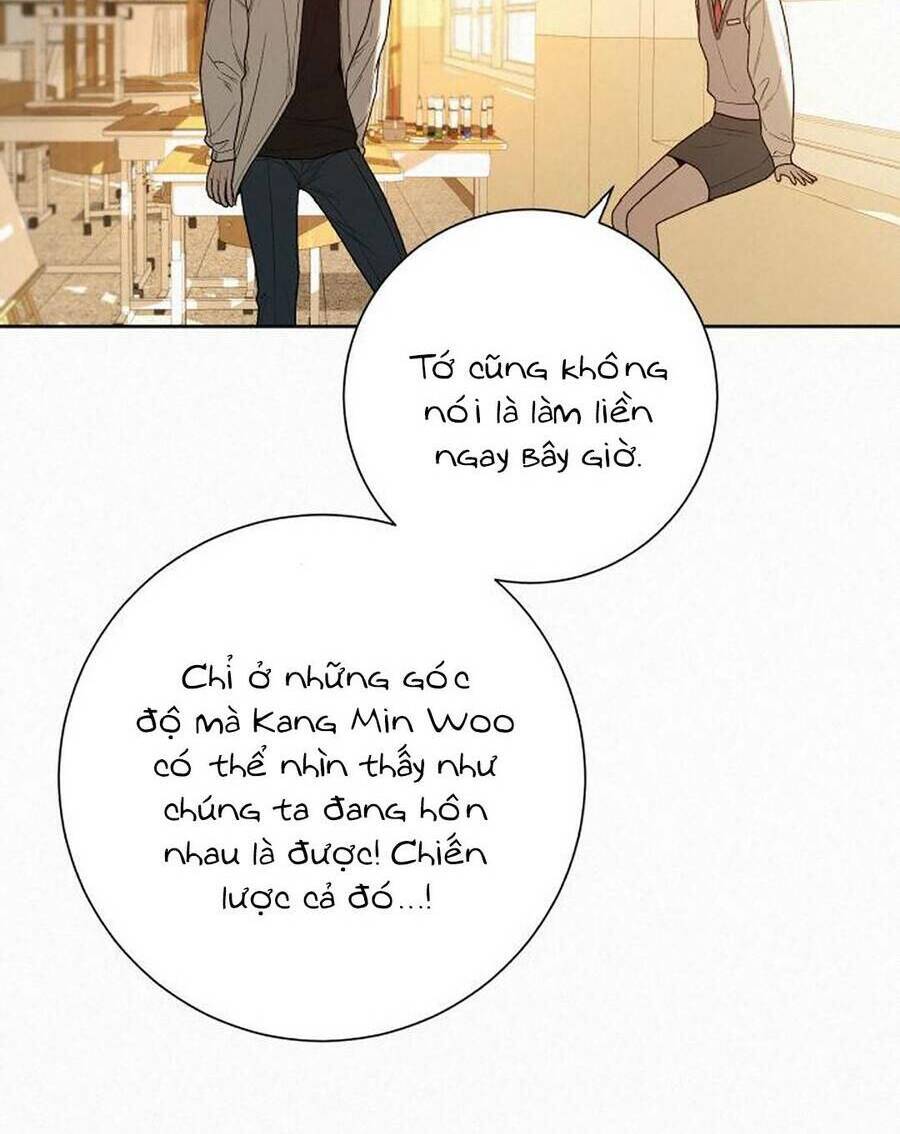 Tớ cũng không
nói là làm liền
ngay bây giờ.
Chỉ ở những góc
độ mà Kang Min Woo
có thể nhìn thấy như
chúng ta đang hôn
nhau là được! Chiến
lược cả đó...!